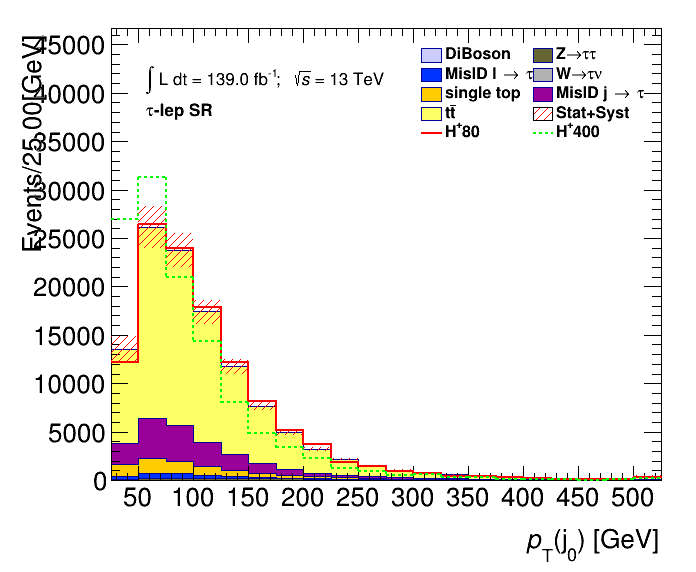 Events/25.00[GeV]
45000
40000
35000
30000
25000
20000
15000
10000
5000
0
∫ L dt = 139.0 fb⁻¹; √s = 13 TeV
τ-lep SR
DiBoson
MisID l → τ
single top
tt̄
H⁺80
Z→ττ
W→τν
MisID j → τ
Stat+Syst
H⁺400
50 100 150 200 250 300 350 400 450 500
p_T(j₀) [GeV]